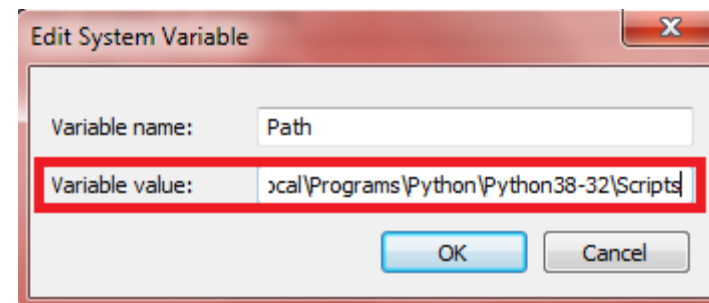 Edit System Variable
Variable name: Path
Variable value: ocal\Programs\Python\Python38-32\Scripts
OK Cancel